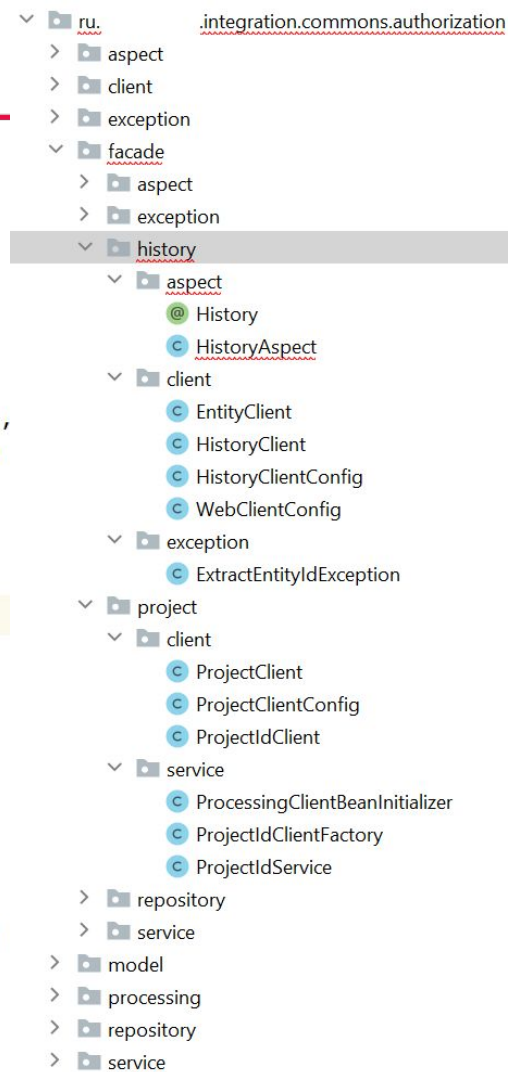 ru. .integration.commons.authorization
aspect
client
exception
facade
aspect
exception
history
aspect
@ History
C HistoryAspect
client
C EntityClient
C HistoryClient
C HistoryClientConfig
C WebClientConfig
exception
C ExtractEntityIdException
project
client
C ProjectClient
C ProjectClientConfig
C ProjectIdClient
service
C ProcessingClientBeanInitializer
C ProjectIdClientFactory
C ProjectIdService
repository
service
model
processing
repository
service